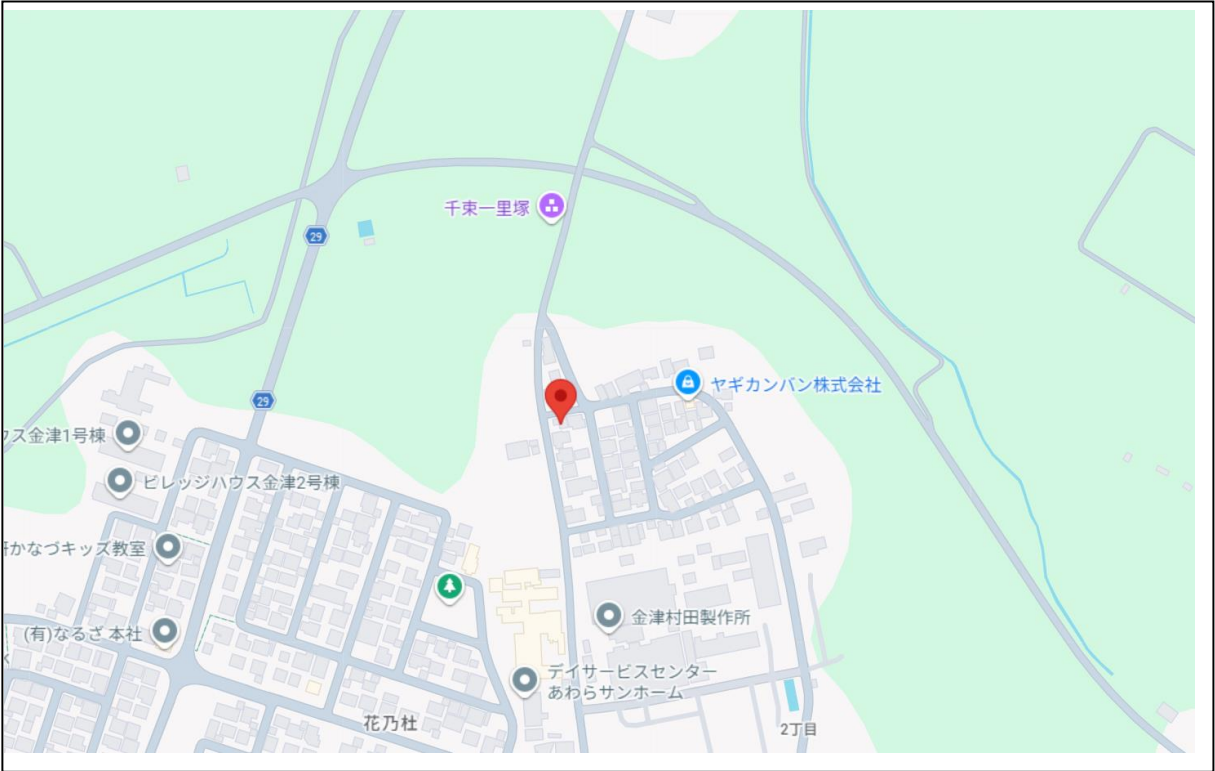 千束一里塚
29
ヤギカンバン株式会社
29
ウス金津1号棟
ビレッジハウス金津2号棟
研かなづキッズ教室
金津村田製作所
(有)なるざ 本社
デイサービスセンター
あわらサンホーム
花乃杜
2丁目